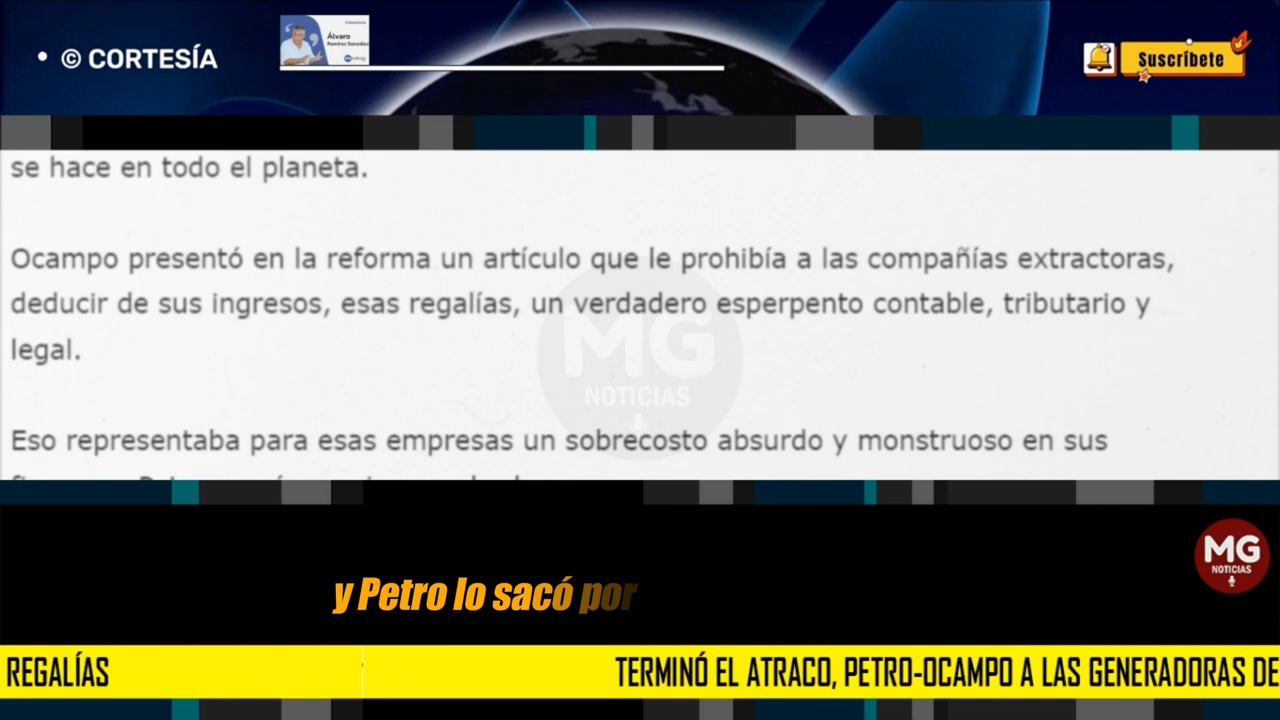 • © CORTESÍA
Columnista
Álvaro
Ramírez González
Suscríbete
se hace en todo el planeta.
Ocampo presentó en la reforma un artículo que le prohibía a las compañías extractoras,
deducir de sus ingresos, esas regalías, un verdadero esperpento contable, tributario y
legal.
MG
NOTICIAS
Eso representaba para esas empresas un sobrecosto absurdo y monstruoso en sus
y Petro lo sacó por
MG
NOTICIAS
REGALÍAS
TERMINÓ EL ATRACO, PETRO-OCAMPO A LAS GENERADORAS DE